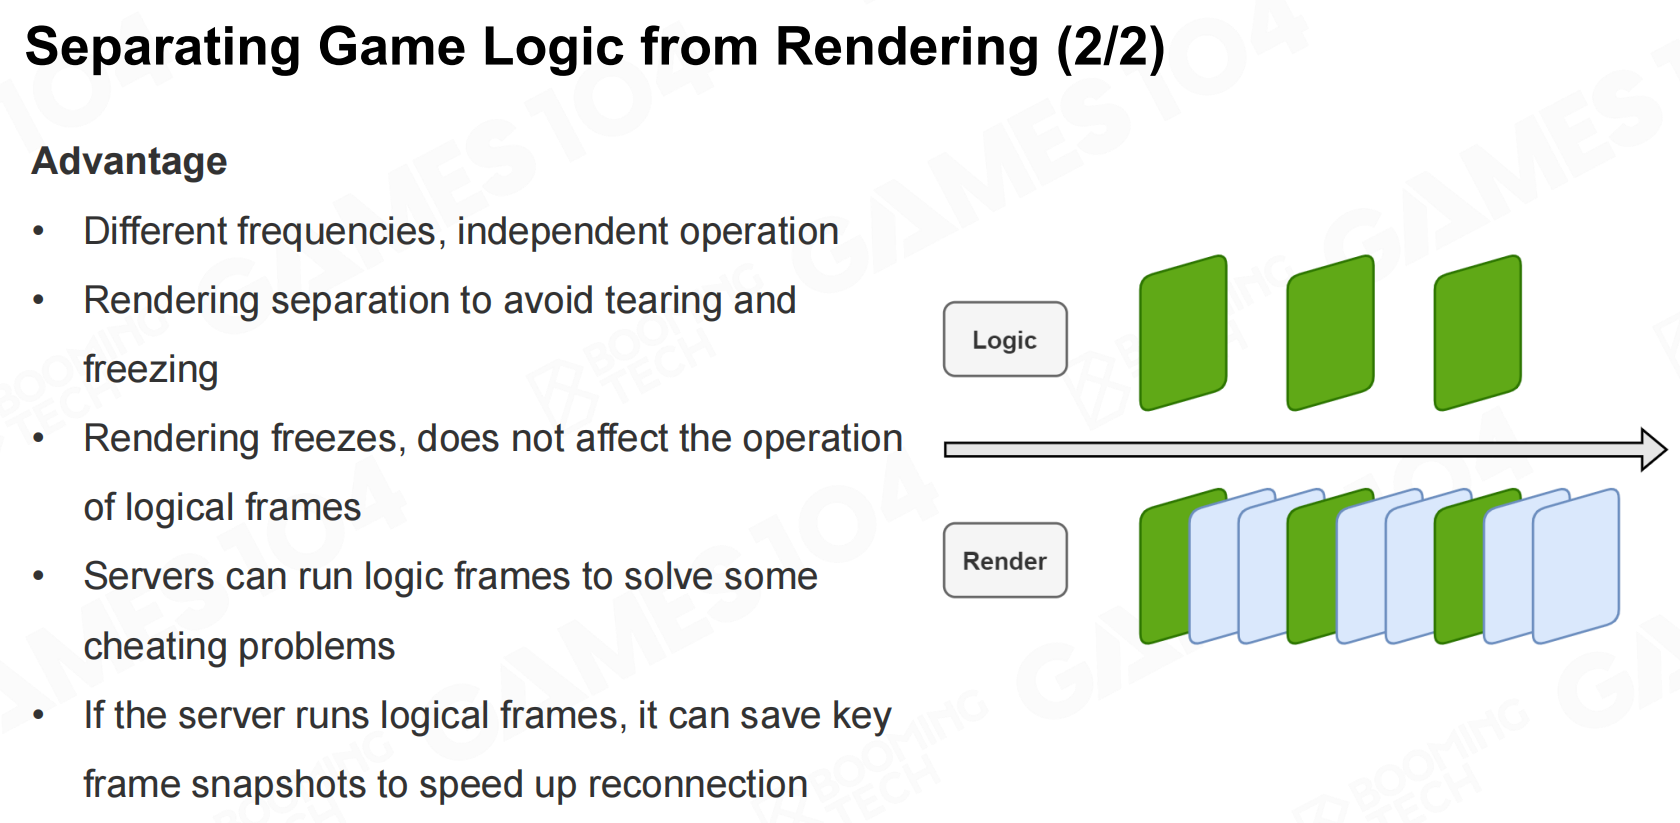 Separating Game Logic from Rendering (2/2)
Advantage
• Different frequencies, independent operation
• Rendering separation to avoid tearing and
freezing
• Rendering freezes, does not affect the operation
of logical frames
• Servers can run logic frames to solve some
cheating problems
• If the server runs logical frames, it can save key
frame snapshots to speed up reconnection
Logic
Render
GAMES104
BOOMING
TECH